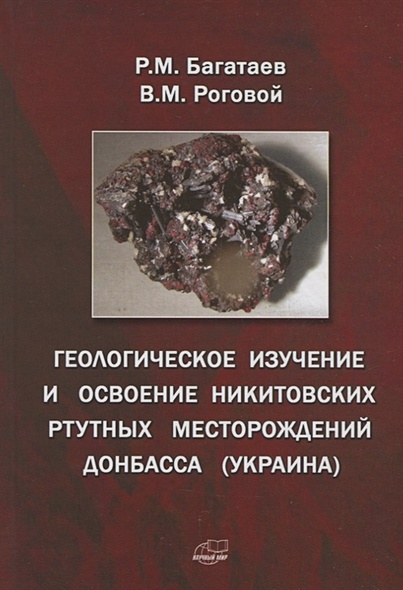 Р.М. Багатаев
В.М. Роговой
ГЕОЛОГИЧЕСКОЕ ИЗУЧЕНИЕ
И ОСВОЕНИЕ НИКИТОВСКИХ
РТУТНЫХ МЕСТОРОЖДЕНИЙ
ДОНБАССА (УКРАИНА)
НАУЧНЫЙ МИР